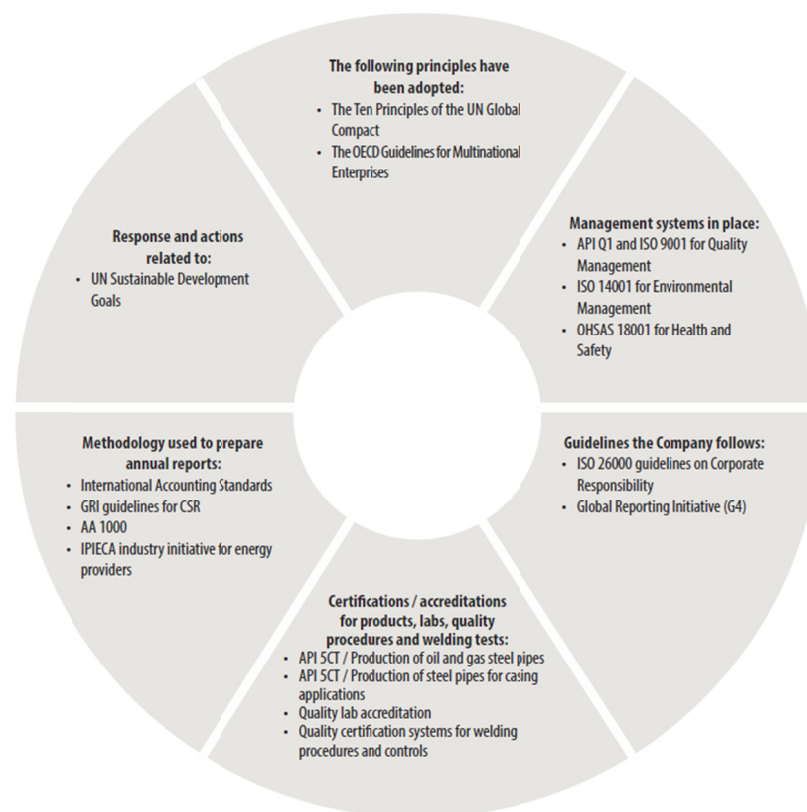 The following principles have
been adopted:
• The Ten Principles of the UN Global
Compact
• The OECD Guidelines for Multinational
Enterprises
Management systems in place:
• API Q1 and ISO 9001 for Quality
Management
• ISO 14001 for Environmental
Management
• OHSAS 18001 for Health and
Safety
Guidelines the Company follows:
• ISO 26000 guidelines on Corporate
Responsibility
• Global Reporting Initiative (G4)
Certifications / accreditations
for products, labs, quality
procedures and welding tests:
• API 5CT / Production of oil and gas steel pipes
• API 5CT / Production of steel pipes for casing
applications
• Quality lab accreditation
• Quality certification systems for welding
procedures and controls
Methodology used to prepare
annual reports:
• International Accounting Standards
• GRI guidelines for CSR
• AA 1000
• IPIECA industry initiative for energy
providers
Response and actions
related to:
• UN Sustainable Development
Goals